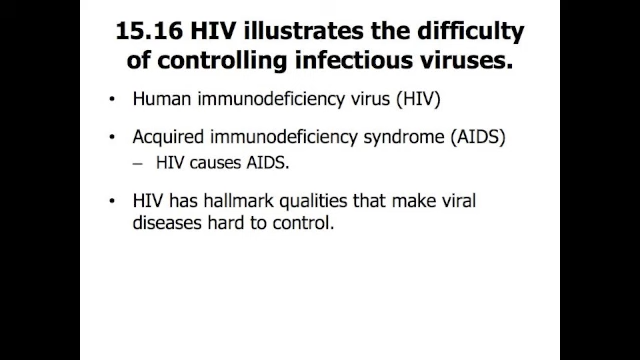 15.16 HIV illustrates the difficulty
of controlling infectious viruses.
• Human immunodeficiency virus (HIV)
• Acquired immunodeficiency syndrome (AIDS)
– HIV causes AIDS.
• HIV has hallmark qualities that make viral
diseases hard to control.